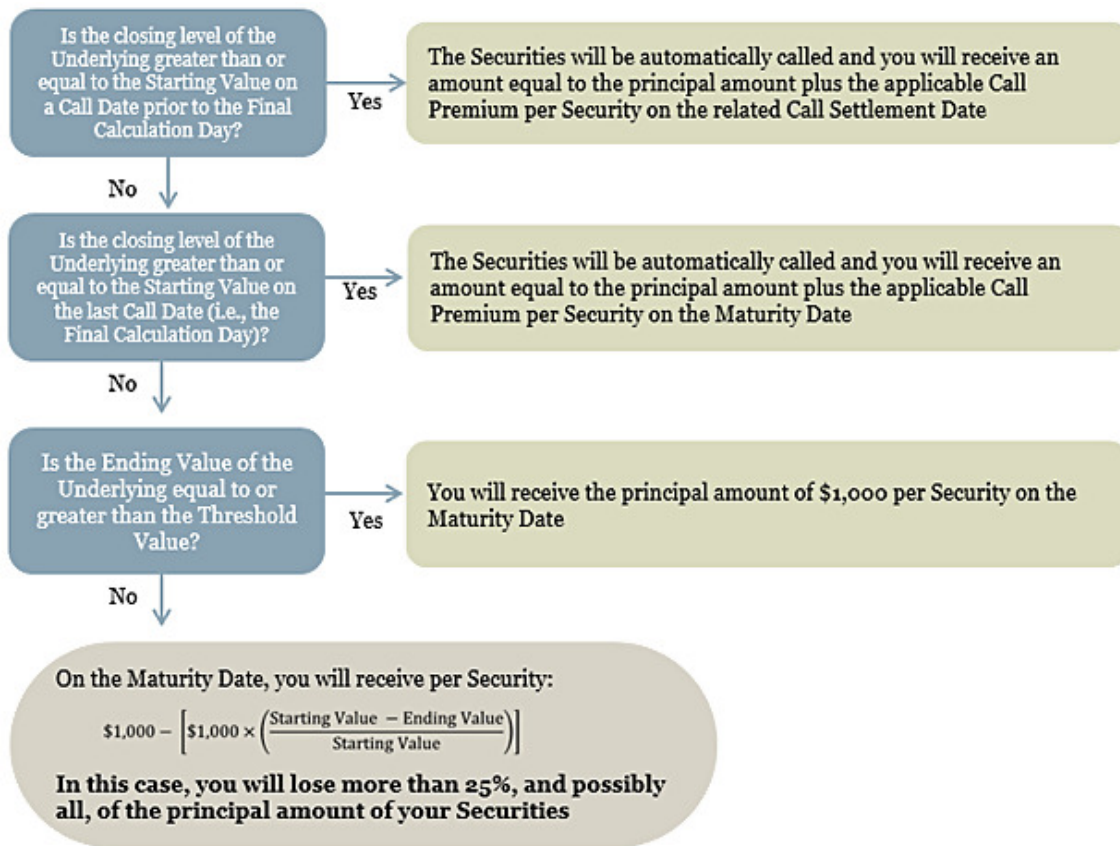 Is the closing level of the
Underlying greater than or
equal to the Starting Value on
a Call Date prior to the Final
Calculation Day?
Yes
The Securities will be automatically called and you will receive an
amount equal to the principal amount plus the applicable Call
Premium per Security on the related Call Settlement Date
No
Is the closing level of the
Underlying greater than or
equal to the Starting Value on
the last Call Date (i.e., the
Final Calculation Day)?
Yes
The Securities will be automatically called and you will receive an
amount equal to the principal amount plus the applicable Call
Premium per Security on the Maturity Date
No
Is the Ending Value of the
Underlying equal to or
greater than the Threshold
Value?
Yes
You will receive the principal amount of $1,000 per Security on the
Maturity Date
No
On the Maturity Date, you will receive per Security:
$1,000 − [$1,000 × (Starting Value − Ending Value / Starting Value)]
In this case, you will lose more than 25%, and possibly
all, of the principal amount of your Securities